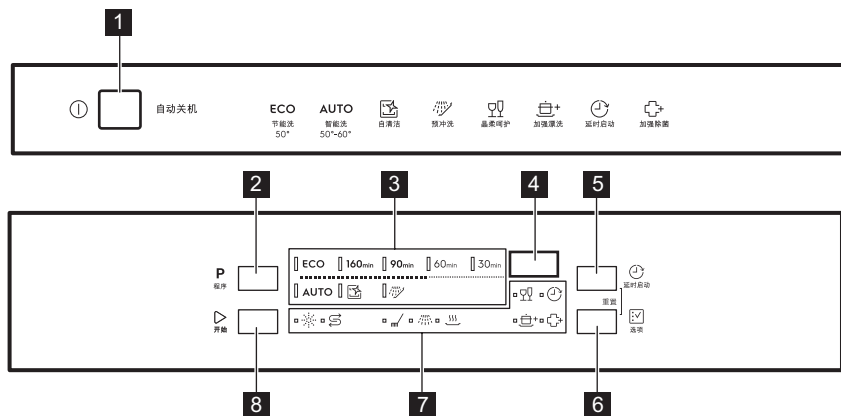 1
自动关机
ECO AUTO
节能洗 智能洗 自清洁 预冲洗 晶柔呵护 加强漂洗 延时启动 加强除菌
50° 50°-60°
2 3 4 5
ECO 160min 90min 60min 30min
P
程序
延时启动
AUTO
重置
开始
选项
8 7 6